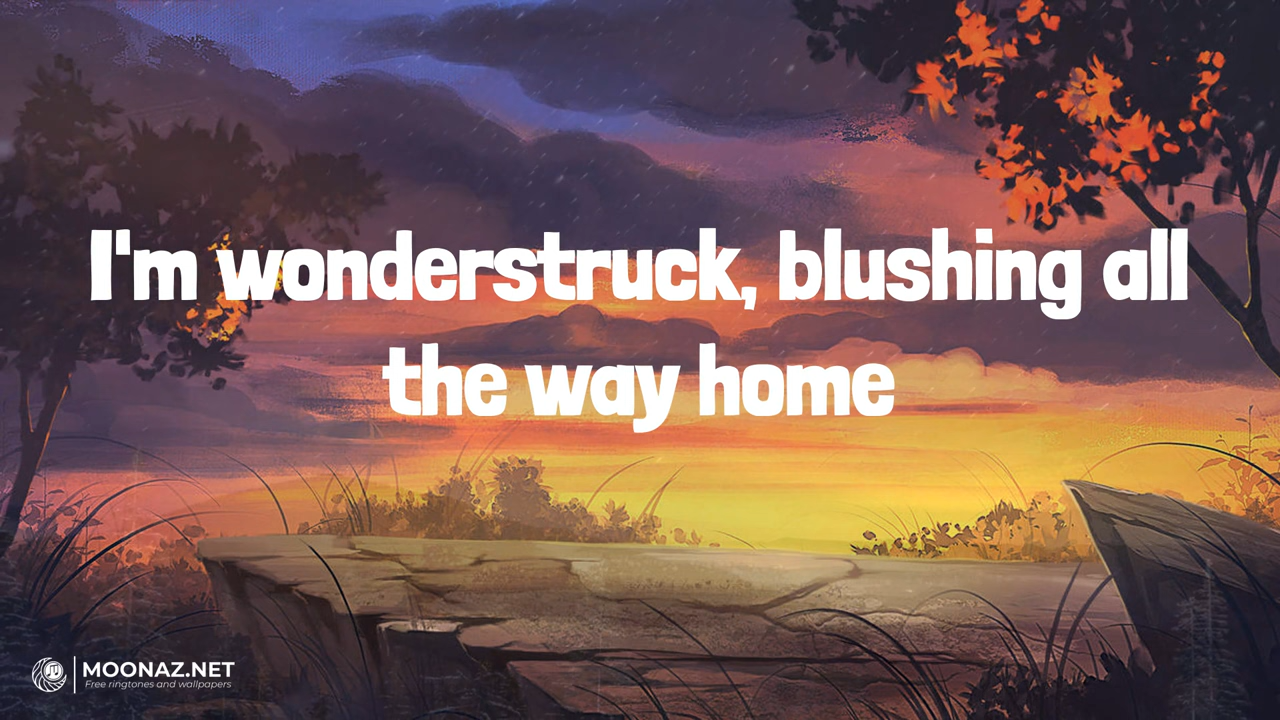 I'm wonderstruck, blushing all
the way home
MOONAZ.NET
Free ringtones and wallpapers